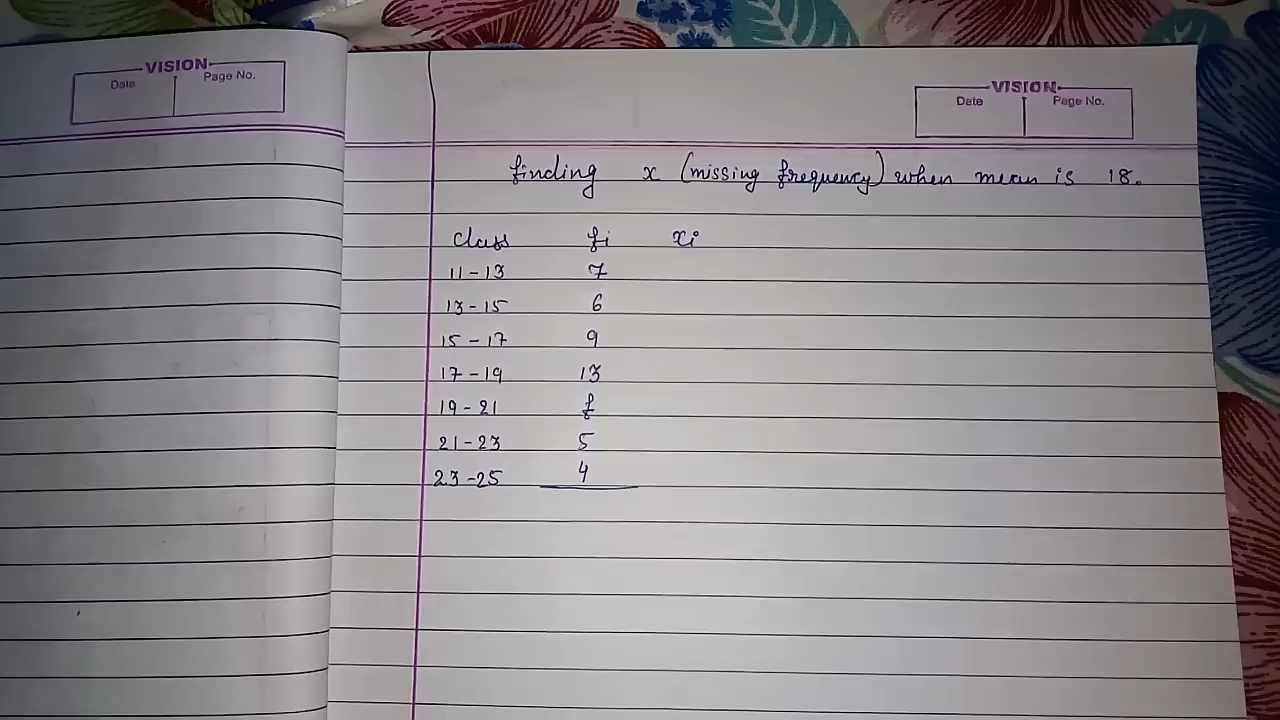 VISION
Date Page No.
VISION
Date Page No.
finding x (missing frequency) when mean is 18.
class fi xi
11-13 7
13-15 6
15-17 9
17-19 13
19-21 f
21-23 5
23-25 4